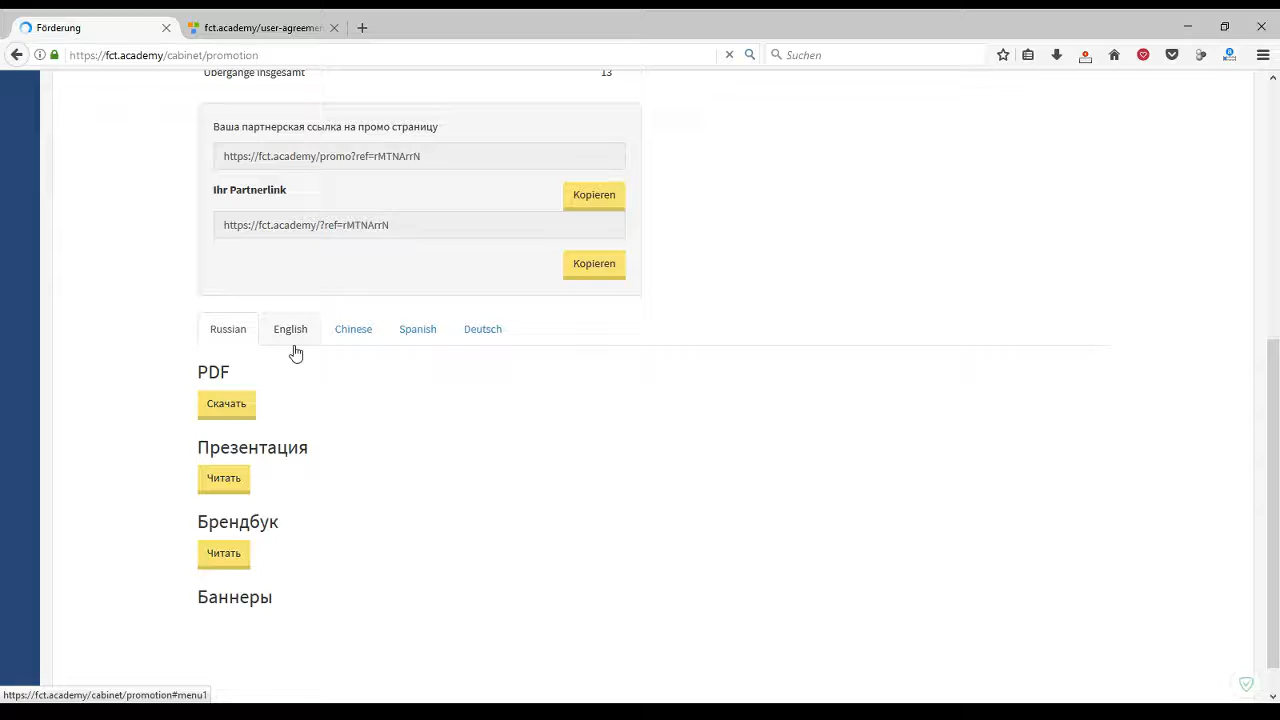 Förderung
fct.academy/user-agreeme
https://fct.academy/cabinet/promotion
Suchen
Übergänge insgesamt 13
Ваша партнерская ссылка на промо страницу
https://fct.academy/promo?ref=rMTNArrN
Ihr Partnerlink
Kopieren
https://fct.academy/?ref=rMTNArrN
Kopieren
Russian English Chinese Spanish Deutsch
PDF
Скачать
Презентация
Читать
Брендбук
Читать
Баннеры
https://fct.academy/cabinet/promotion#menu1